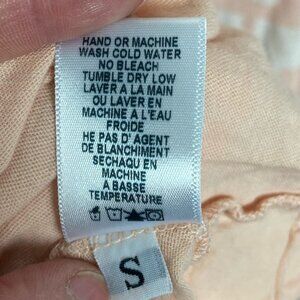 HAND OR MACHINE
WASH COLD WATER
NO BLEACH
TUMBLE DRY LOW
LAVER A LA MAIN
OU LAVER EN
MACHINE A L'EAU
FROIDE
HE PAS D' AGENT
DE BLANCHIMENT
SECHAQU EN
MACHINE
A BASSE
TEMPERATURE
S